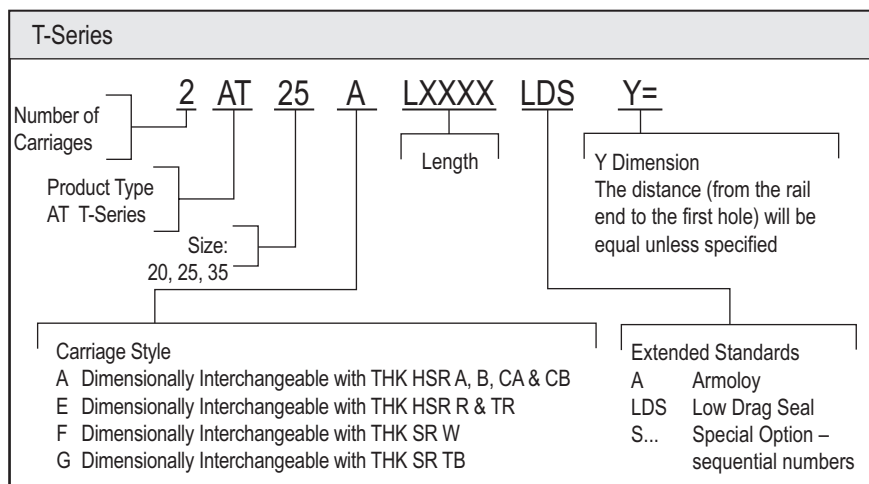 T-Series
2 AT 25 A LXXXX LDS Y=
Number of
Carriages
Product Type
AT T-Series
Size:
20, 25, 35
Length
Y Dimension
The distance (from the rail
end to the first hole) will be
equal unless specified
Carriage Style
A Dimensionally Interchangeable with THK HSR A, B, CA & CB
E Dimensionally Interchangeable with THK HSR R & TR
F Dimensionally Interchangeable with THK SR W
G Dimensionally Interchangeable with THK SR TB
Extended Standards
A Armoloy
LDS Low Drag Seal
S... Special Option –
sequential numbers